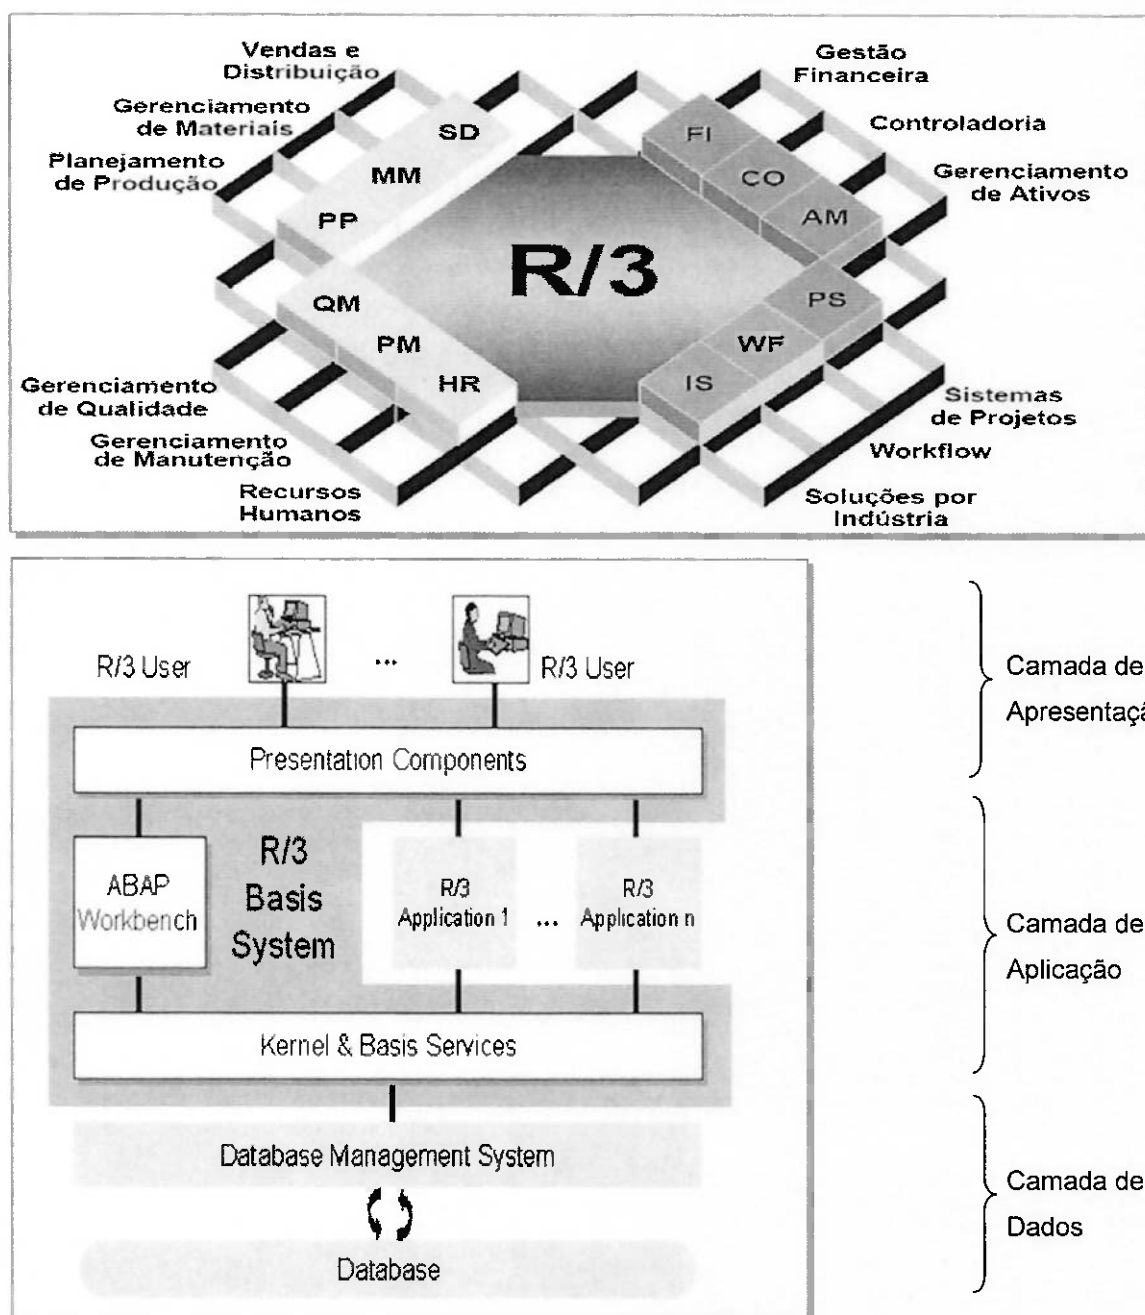 Vendas e
Distribuição
Gerenciamento
de Materiais
Planejamento
de Produção
SD
MM
PP
Gestão
Financeira
Controladoria
Gerenciamento
de Ativos
FI
CO
AM
R/3
QM
PM
HR
PS
WF
IS
Gerenciamento
de Qualidade
Gerenciamento
de Manutenção
Recursos
Humanos
Sistemas
de Projetos
Workflow
Soluções por
Indústria
R/3 User
...
R/3 User
Presentation Components
ABAP
Workbench
R/3
Basis
System
R/3
Application 1
...
R/3
Application n
Kernel & Basis Services
Database Management System
Database
Camada de
Apresentaçã
Camada de
Aplicação
Camada de
Dados